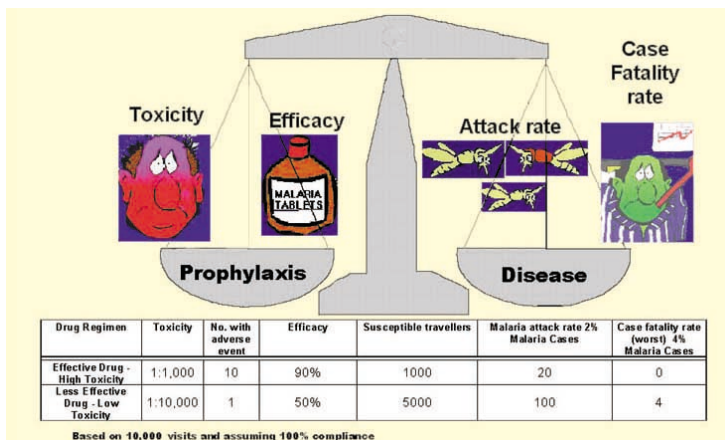 Case
Fatality
rate
Toxicity
Efficacy
Attack rate
MALARIA
TABLETS
Prophylaxis
Disease
Drug Regimen Toxicity No. with adverse event Efficacy Susceptible travellers Malaria attack rate 2% Malaria Cases Case fatality rate (worst) 4% Malaria Cases
Effective Drug - High Toxicity 1:1,000 10 90% 1000 20 0
Less Effective Drug - Low Toxicity 1:10,000 1 50% 5000 100 4
Based on 10,000 visits and assuming 100% compliance